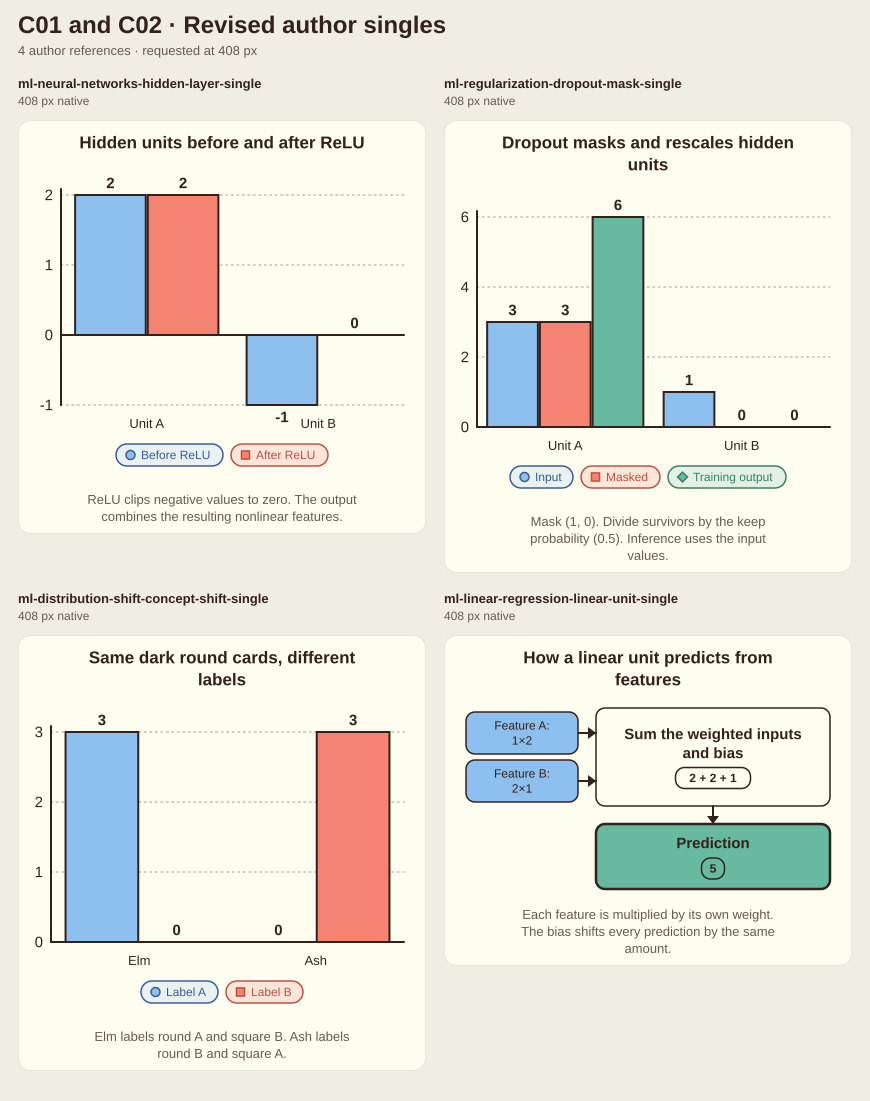 C01 and C02 · Revised author singles
4 author references · requested at 408 px
ml-neural-networks-hidden-layer-single
408 px native
Hidden units before and after ReLU
2
2
2
1
0
0
-1
-1
Unit A
Unit B
Before ReLU
After ReLU
ReLU clips negative values to zero. The output
combines the resulting nonlinear features.
ml-regularization-dropout-mask-single
408 px native
Dropout masks and rescales hidden
units
6
6
4
3
3
2
1
0
0
0
Unit A
Unit B
Input
Masked
Training output
Mask (1, 0). Divide survivors by the keep
probability (0.5). Inference uses the input
values.
ml-distribution-shift-concept-shift-single
408 px native
Same dark round cards, different
labels
3
3
3
2
1
0
0
0
Elm
Ash
Label A
Label B
Elm labels round A and square B. Ash labels
round B and square A.
ml-linear-regression-linear-unit-single
408 px native
How a linear unit predicts from
features
Feature A:
1×2
Feature B:
2×1
Sum the weighted inputs
and bias
2 + 2 + 1
Prediction
5
Each feature is multiplied by its own weight.
The bias shifts every prediction by the same
amount.